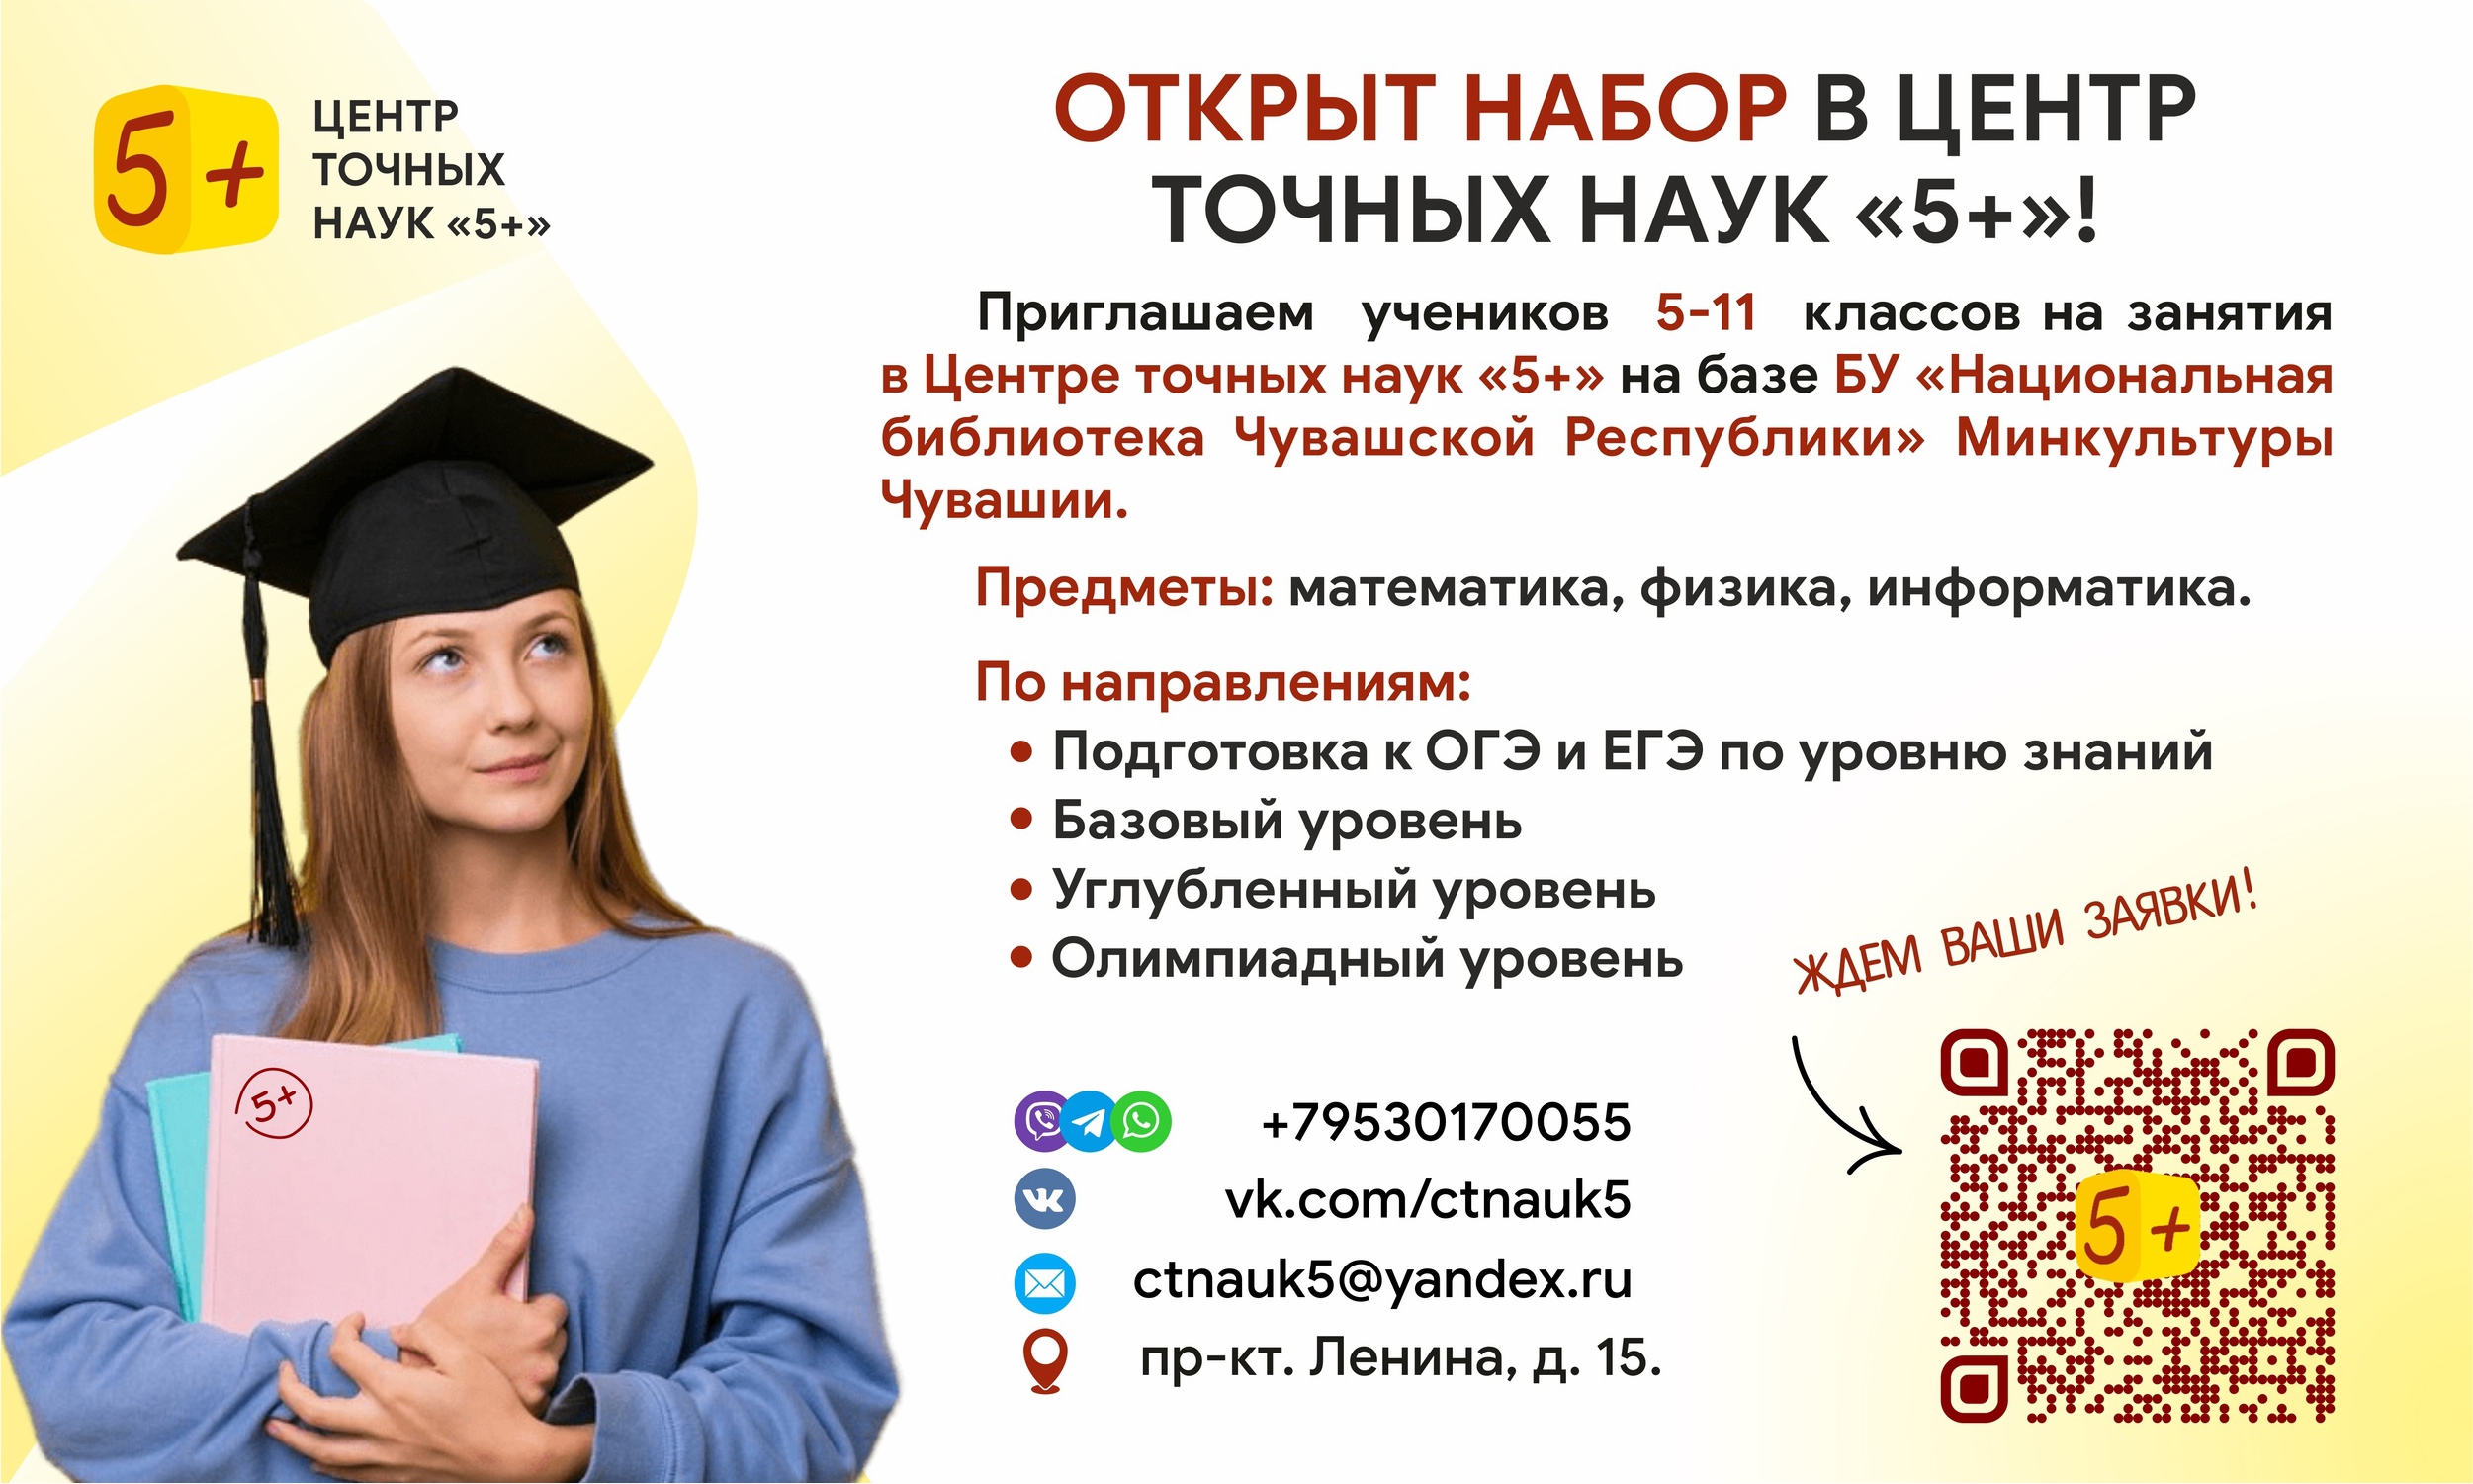 5+
ЦЕНТР
ТОЧНЫХ
НАУК «5+»
ОТКРЫТ НАБОР В ЦЕНТР
ТОЧНЫХ НАУК «5+»!
Приглашаем учеников 5-11 классов на занятия
в Центре точных наук «5+» на базе БУ «Национальная
библиотека Чувашской Республики» Минкультуры
Чувашии.
Предметы: математика, физика, информатика.
По направлениям:
• Подготовка к ОГЭ и ЕГЭ по уровню знаний
• Базовый уровень
• Углубленный уровень
• Олимпиадный уровень
ЖДЕМ ВАШИ ЗАЯВКИ!
5+
+79530170055
vk.com/ctnauk5
ctnauk5@yandex.ru
пр-кт. Ленина, д. 15.
5+